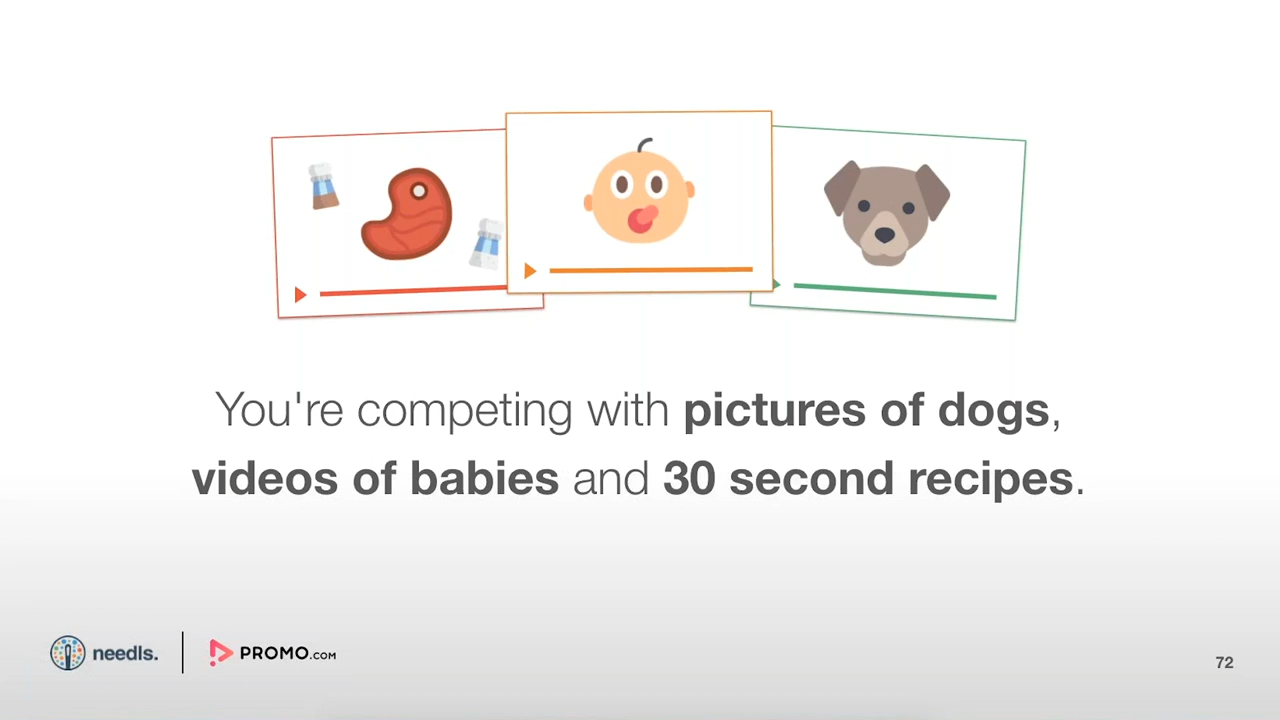 You're competing with pictures of dogs,
videos of babies and 30 second recipes.
needls.
PROMO.COM
72